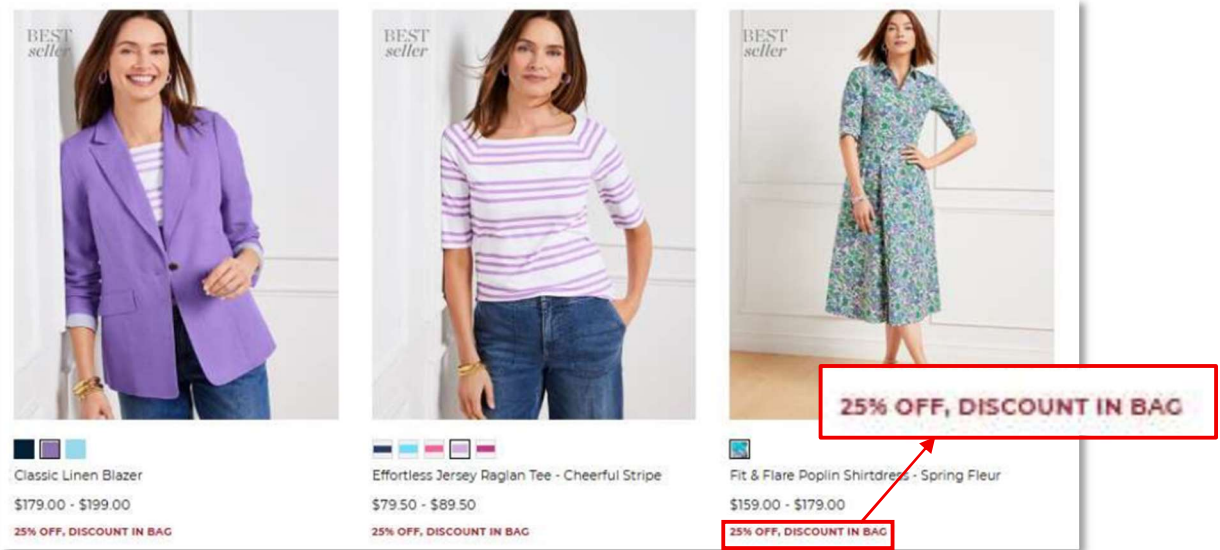 BEST
seller
BEST
seller
BEST
seller
25% OFF, DISCOUNT IN BAG
Classic Linen Blazer
$179.00 - $199.00
25% OFF, DISCOUNT IN BAG
Effortless Jersey Raglan Tee - Cheerful Stripe
$79.50 - $89.50
25% OFF, DISCOUNT IN BAG
Fit & Flare Poplin Shirtdress - Spring Fleur
$159.00 - $179.00
25% OFF, DISCOUNT IN BAG